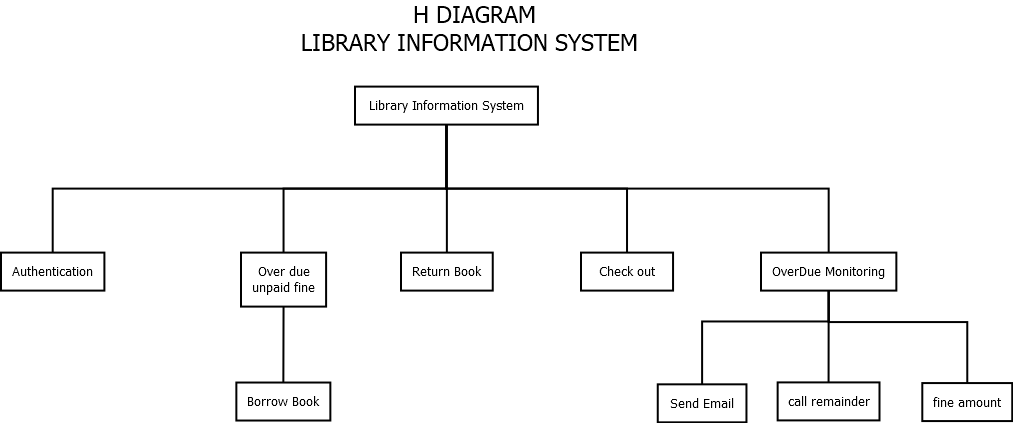 H DIAGRAM
LIBRARY INFORMATION SYSTEM
Library Information System
Authentication
Over due
unpaid fine
Return Book
Check out
OverDue Monitoring
Borrow Book
Send Email
call remainder
fine amount